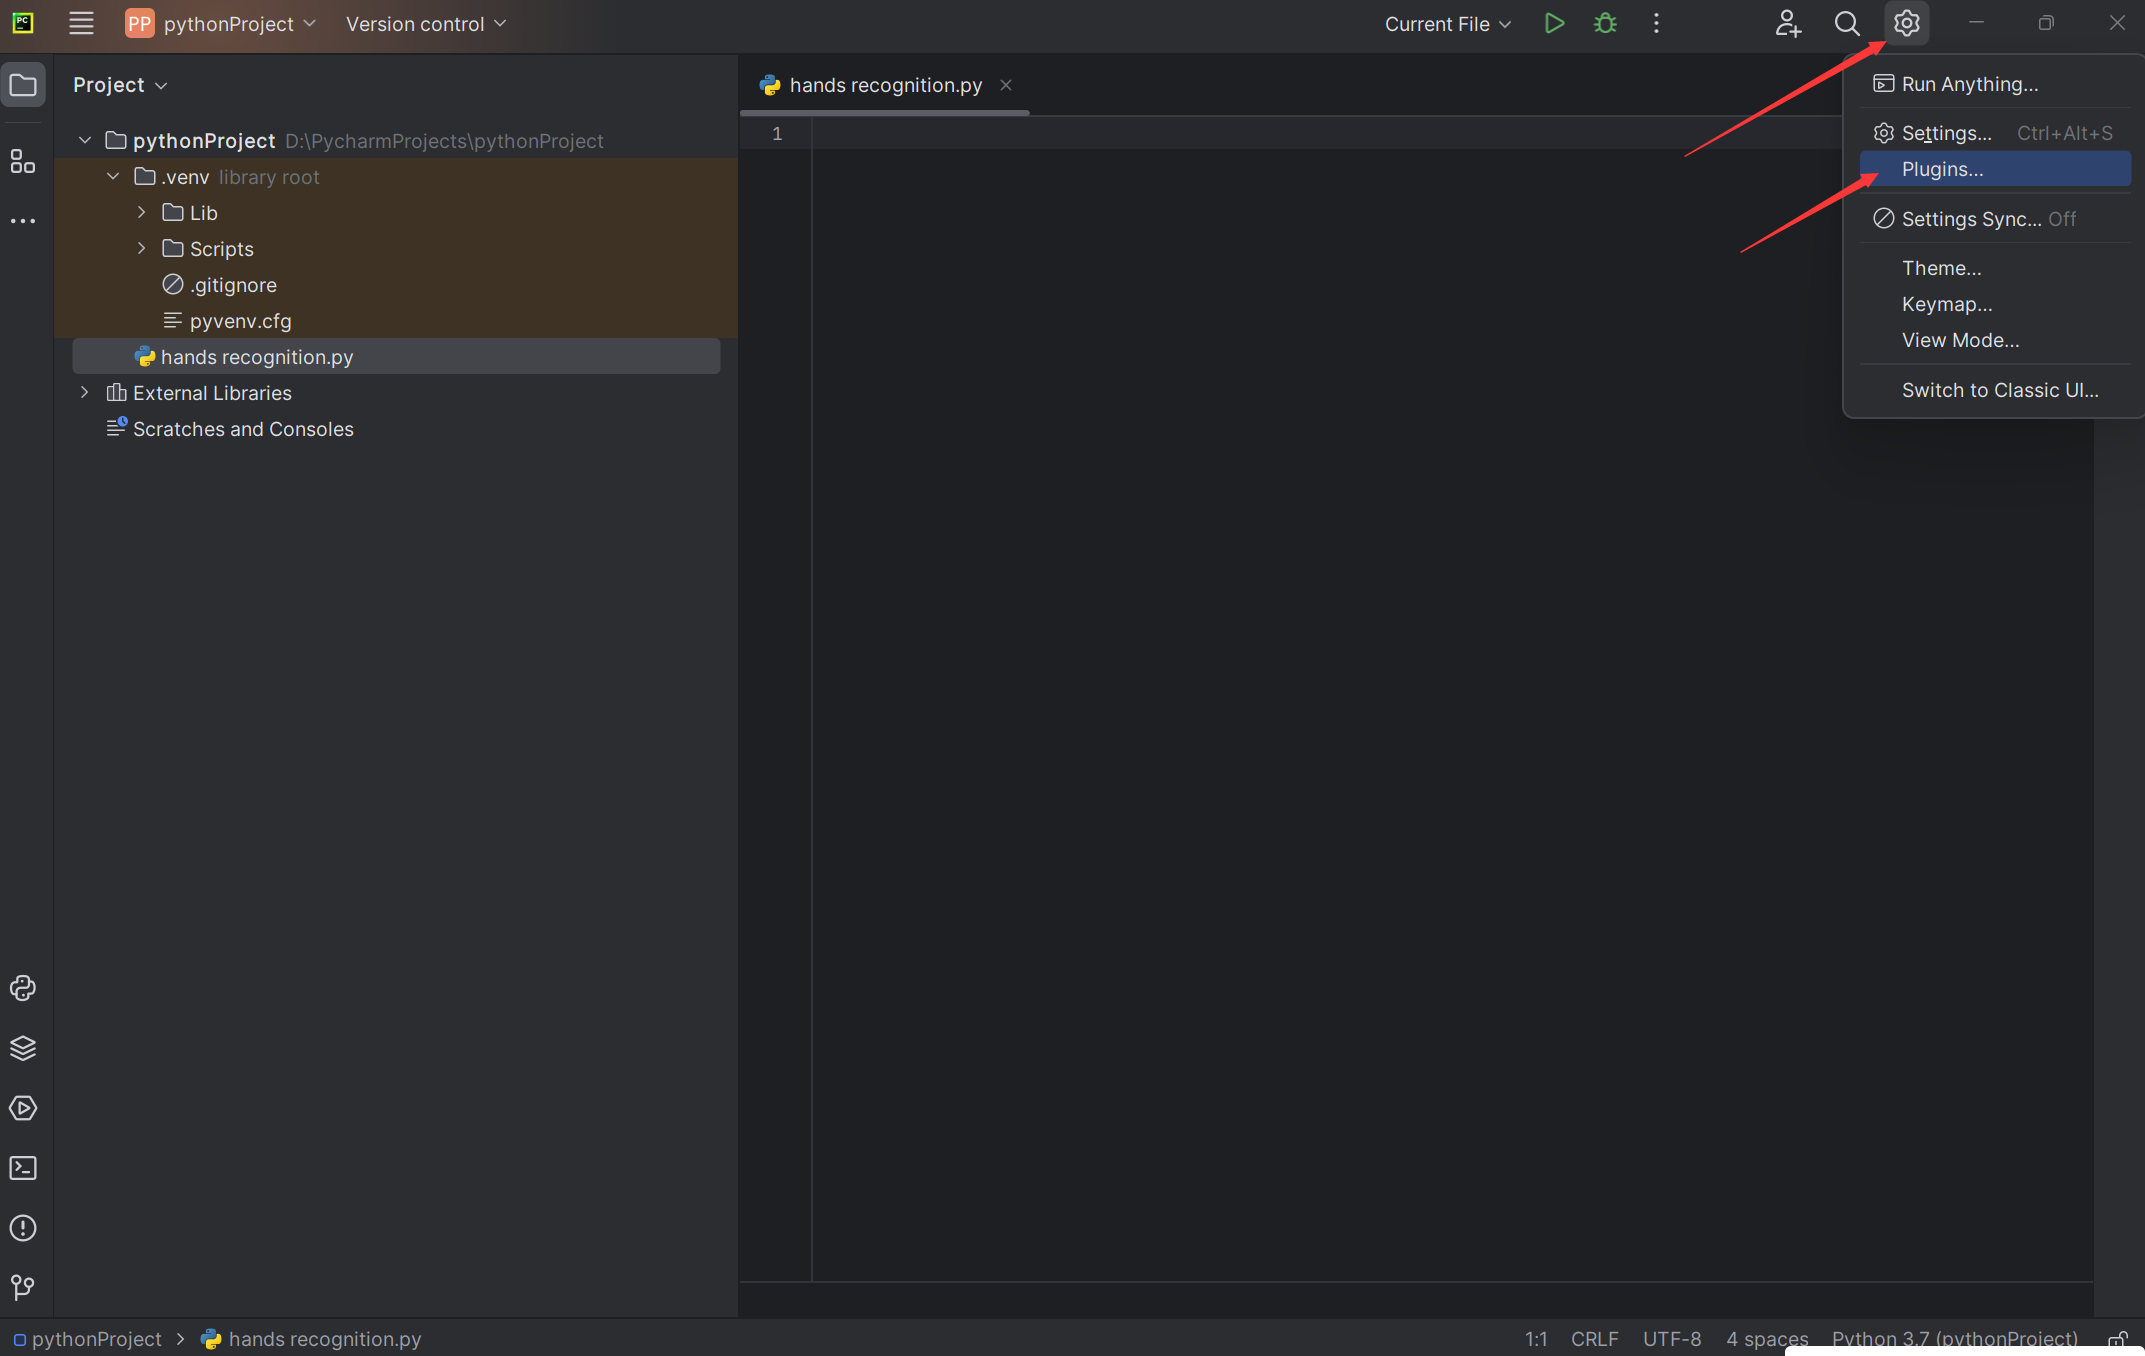 PC PP pythonProject Version control Current File
Project
hands recognition.py
pythonProject D:\PycharmProjects\pythonProject
.venv library root
Lib
Scripts
.gitignore
pyvenv.cfg
hands recognition.py
External Libraries
Scratches and Consoles
1
Run Anything...
Settings... Ctrl+Alt+S
Plugins...
Settings Sync... Off
Theme...
Keymap...
View Mode...
Switch to Classic UI...
pythonProject > hands recognition.py 1:1 CRLF UTF-8 4 spaces Python 3.7 (pythonProject)